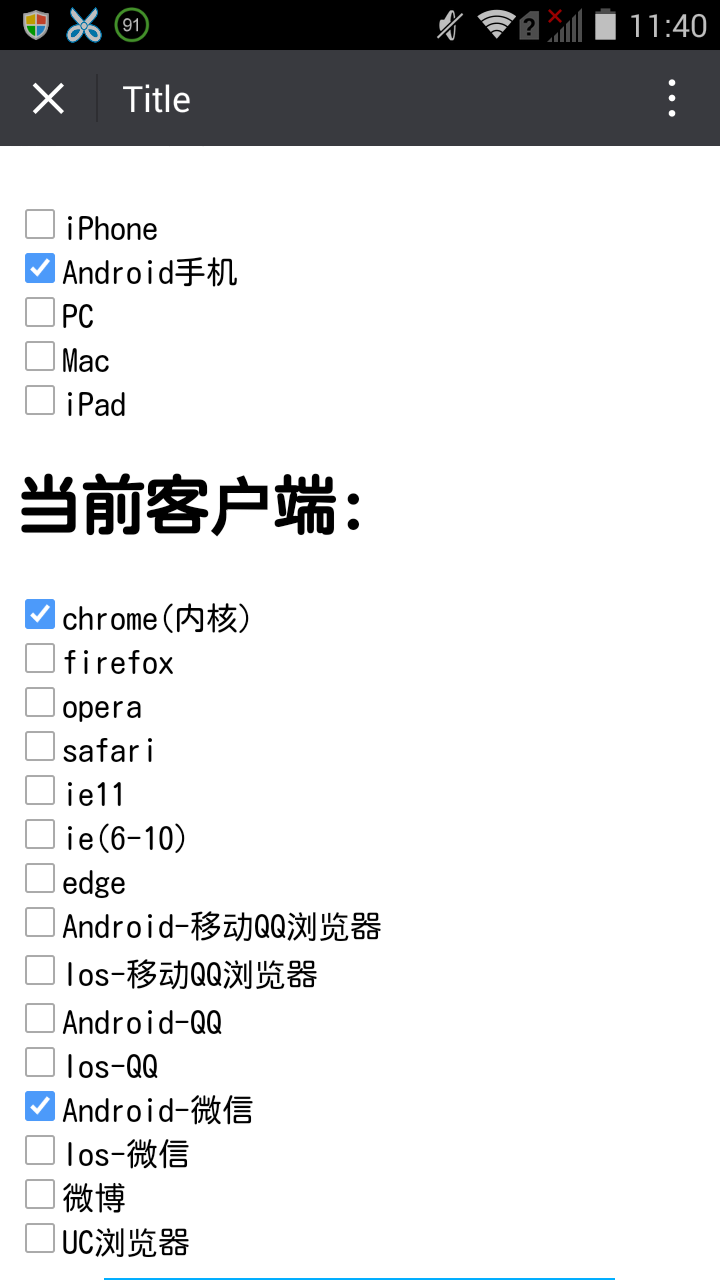 91
11:40
Title
iPhone
Android手机
PC
Mac
iPad
当前客户端：
chrome(内核)
firefox
opera
safari
ie11
ie(6-10)
edge
Android-移动QQ浏览器
Ios-移动QQ浏览器
Android-QQ
Ios-QQ
Android-微信
Ios-微信
微博
UC浏览器